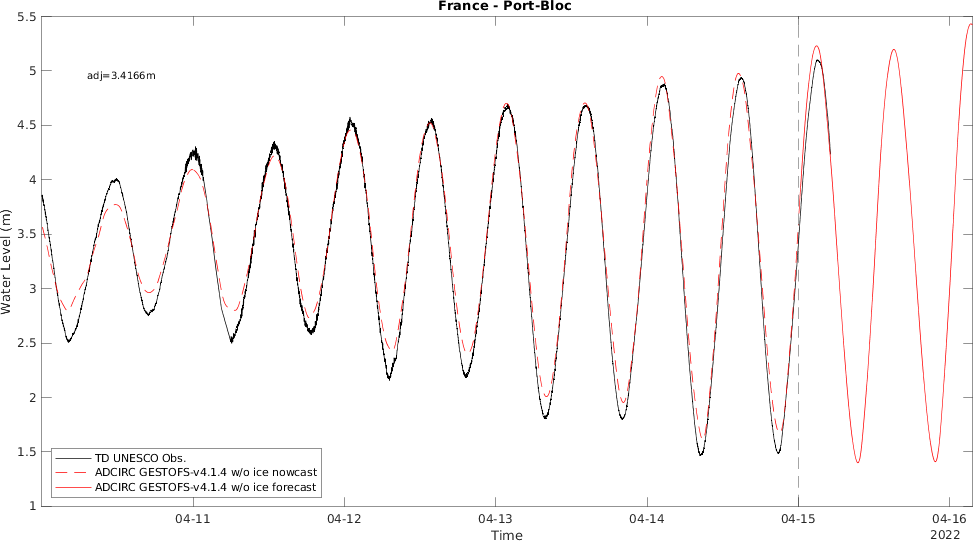 France - Port-Bloc
adj=3.4166m
Water Level (m)
5.5
5
4.5
4
3.5
3
2.5
2
1.5
1
TD UNESCO Obs.
ADCIRC GESTOFS-v4.1.4 w/o ice nowcast
ADCIRC GESTOFS-v4.1.4 w/o ice forecast
04-11 04-12 04-13 04-14 04-15 04-16
Time
2022